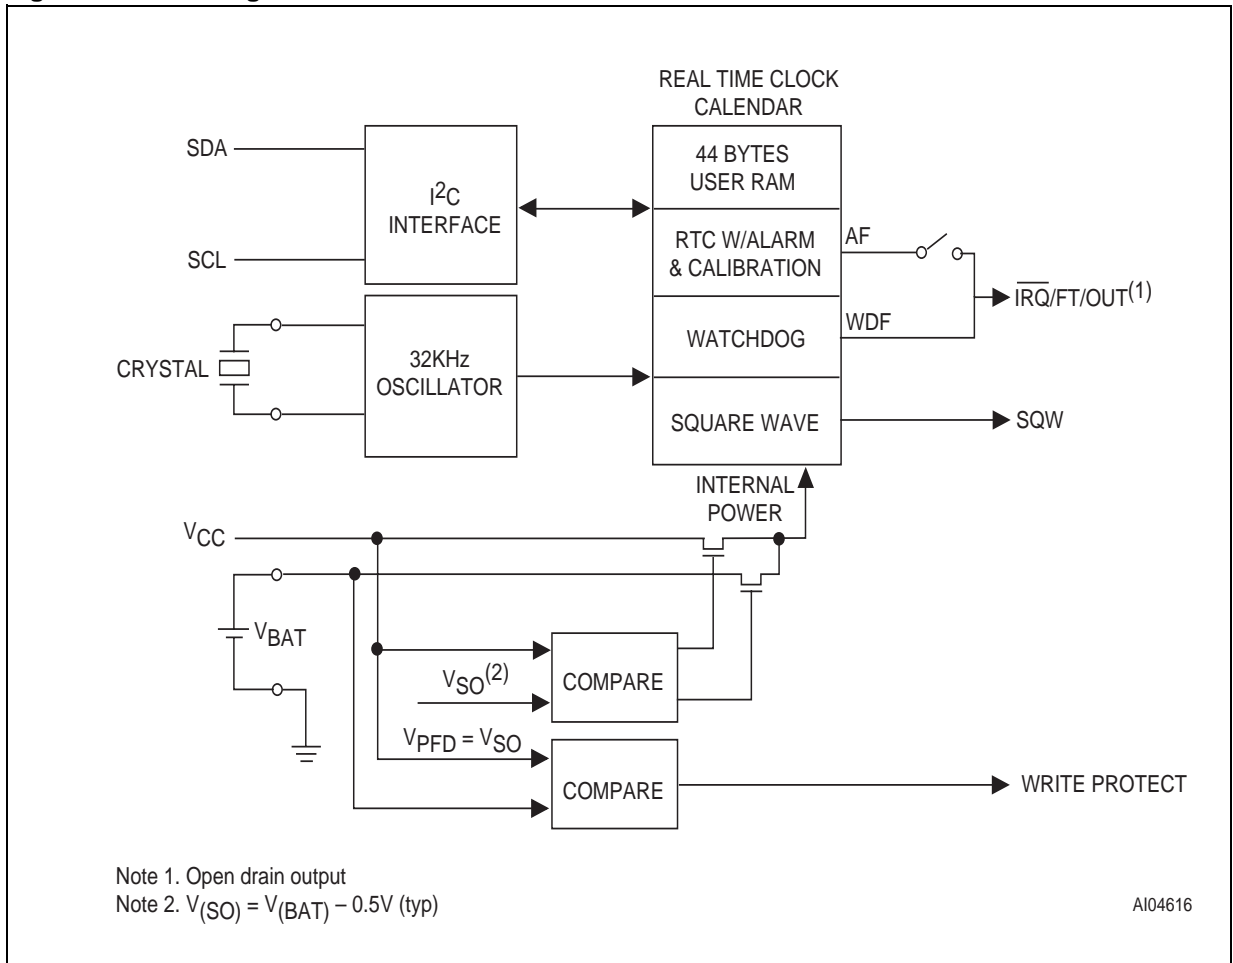 REAL TIME CLOCK
CALENDAR
SDA
SCL
I2C
INTERFACE
44 BYTES
USER RAM
RTC W/ALARM
& CALIBRATION
AF
IRQ/FT/OUT(1)
WATCHDOG
WDF
CRYSTAL
32KHz
OSCILLATOR
SQUARE WAVE
SQW
INTERNAL
POWER
VCC
VBAT
VSO(2)
COMPARE
VPFD = VSO
COMPARE
WRITE PROTECT
Note 1. Open drain output
Note 2. V(SO) = V(BAT) – 0.5V (typ)
AI04616